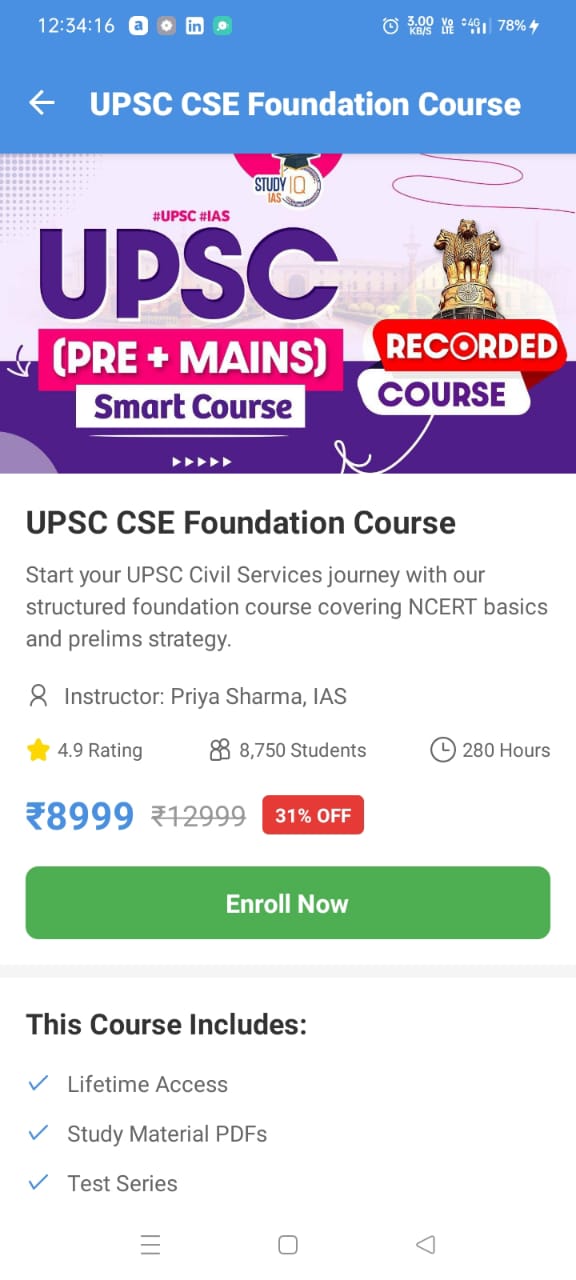 12:34:16
3.00 KB/S
Vo LTE
4G
78%
UPSC CSE Foundation Course
STUDY IQ
IAS
#UPSC #IAS
UPSC
(PRE + MAINS)
Smart Course
RECORDED
COURSE
UPSC CSE Foundation Course
Start your UPSC Civil Services journey with our
structured foundation course covering NCERT basics
and prelims strategy.
Instructor: Priya Sharma, IAS
4.9 Rating
8,750 Students
280 Hours
₹8999 ₹12999 31% OFF
Enroll Now
This Course Includes:
Lifetime Access
Study Material PDFs
Test Series